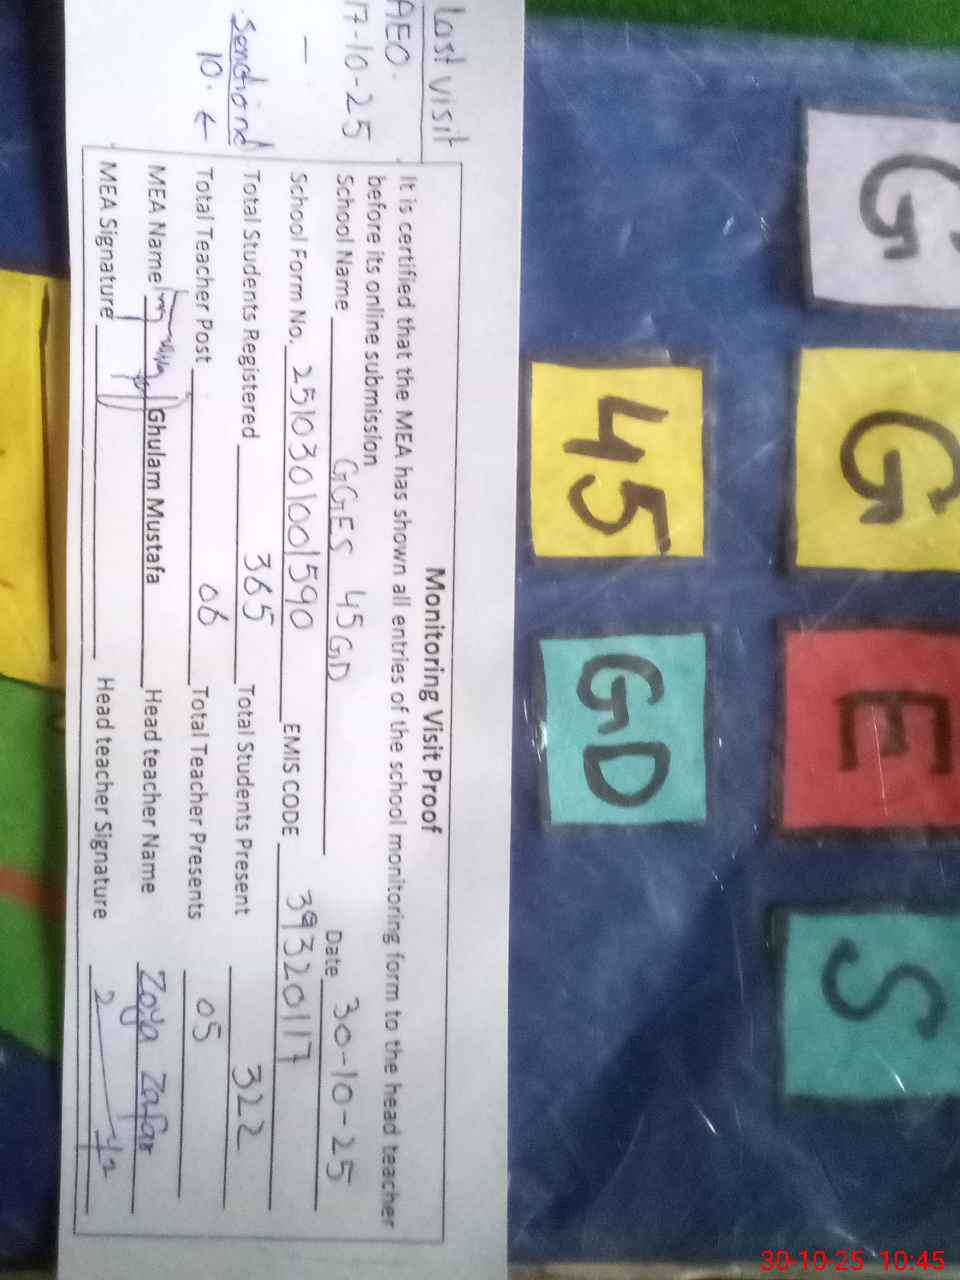 G G E S
45 GD
Last visit
AEO.
17-10-25
—
Senctiond
10. ←
Monitoring Visit Proof
It is certified that the MEA has shown all entries of the school monitoring form to the head teacher
before its online submission
School Name GGES 45 GD Date 30-10-25
School Form No. 2510301001590 EMIS CODE 39320117
Total Students Registered 365 Total Students Present 322
Total Teacher Post 06 Total Teacher Presents 05
MEA Name Ghulam Mustafa Head teacher Name Zoya Zafar
MEA Signature Head teacher Signature
30-10-25 10:45